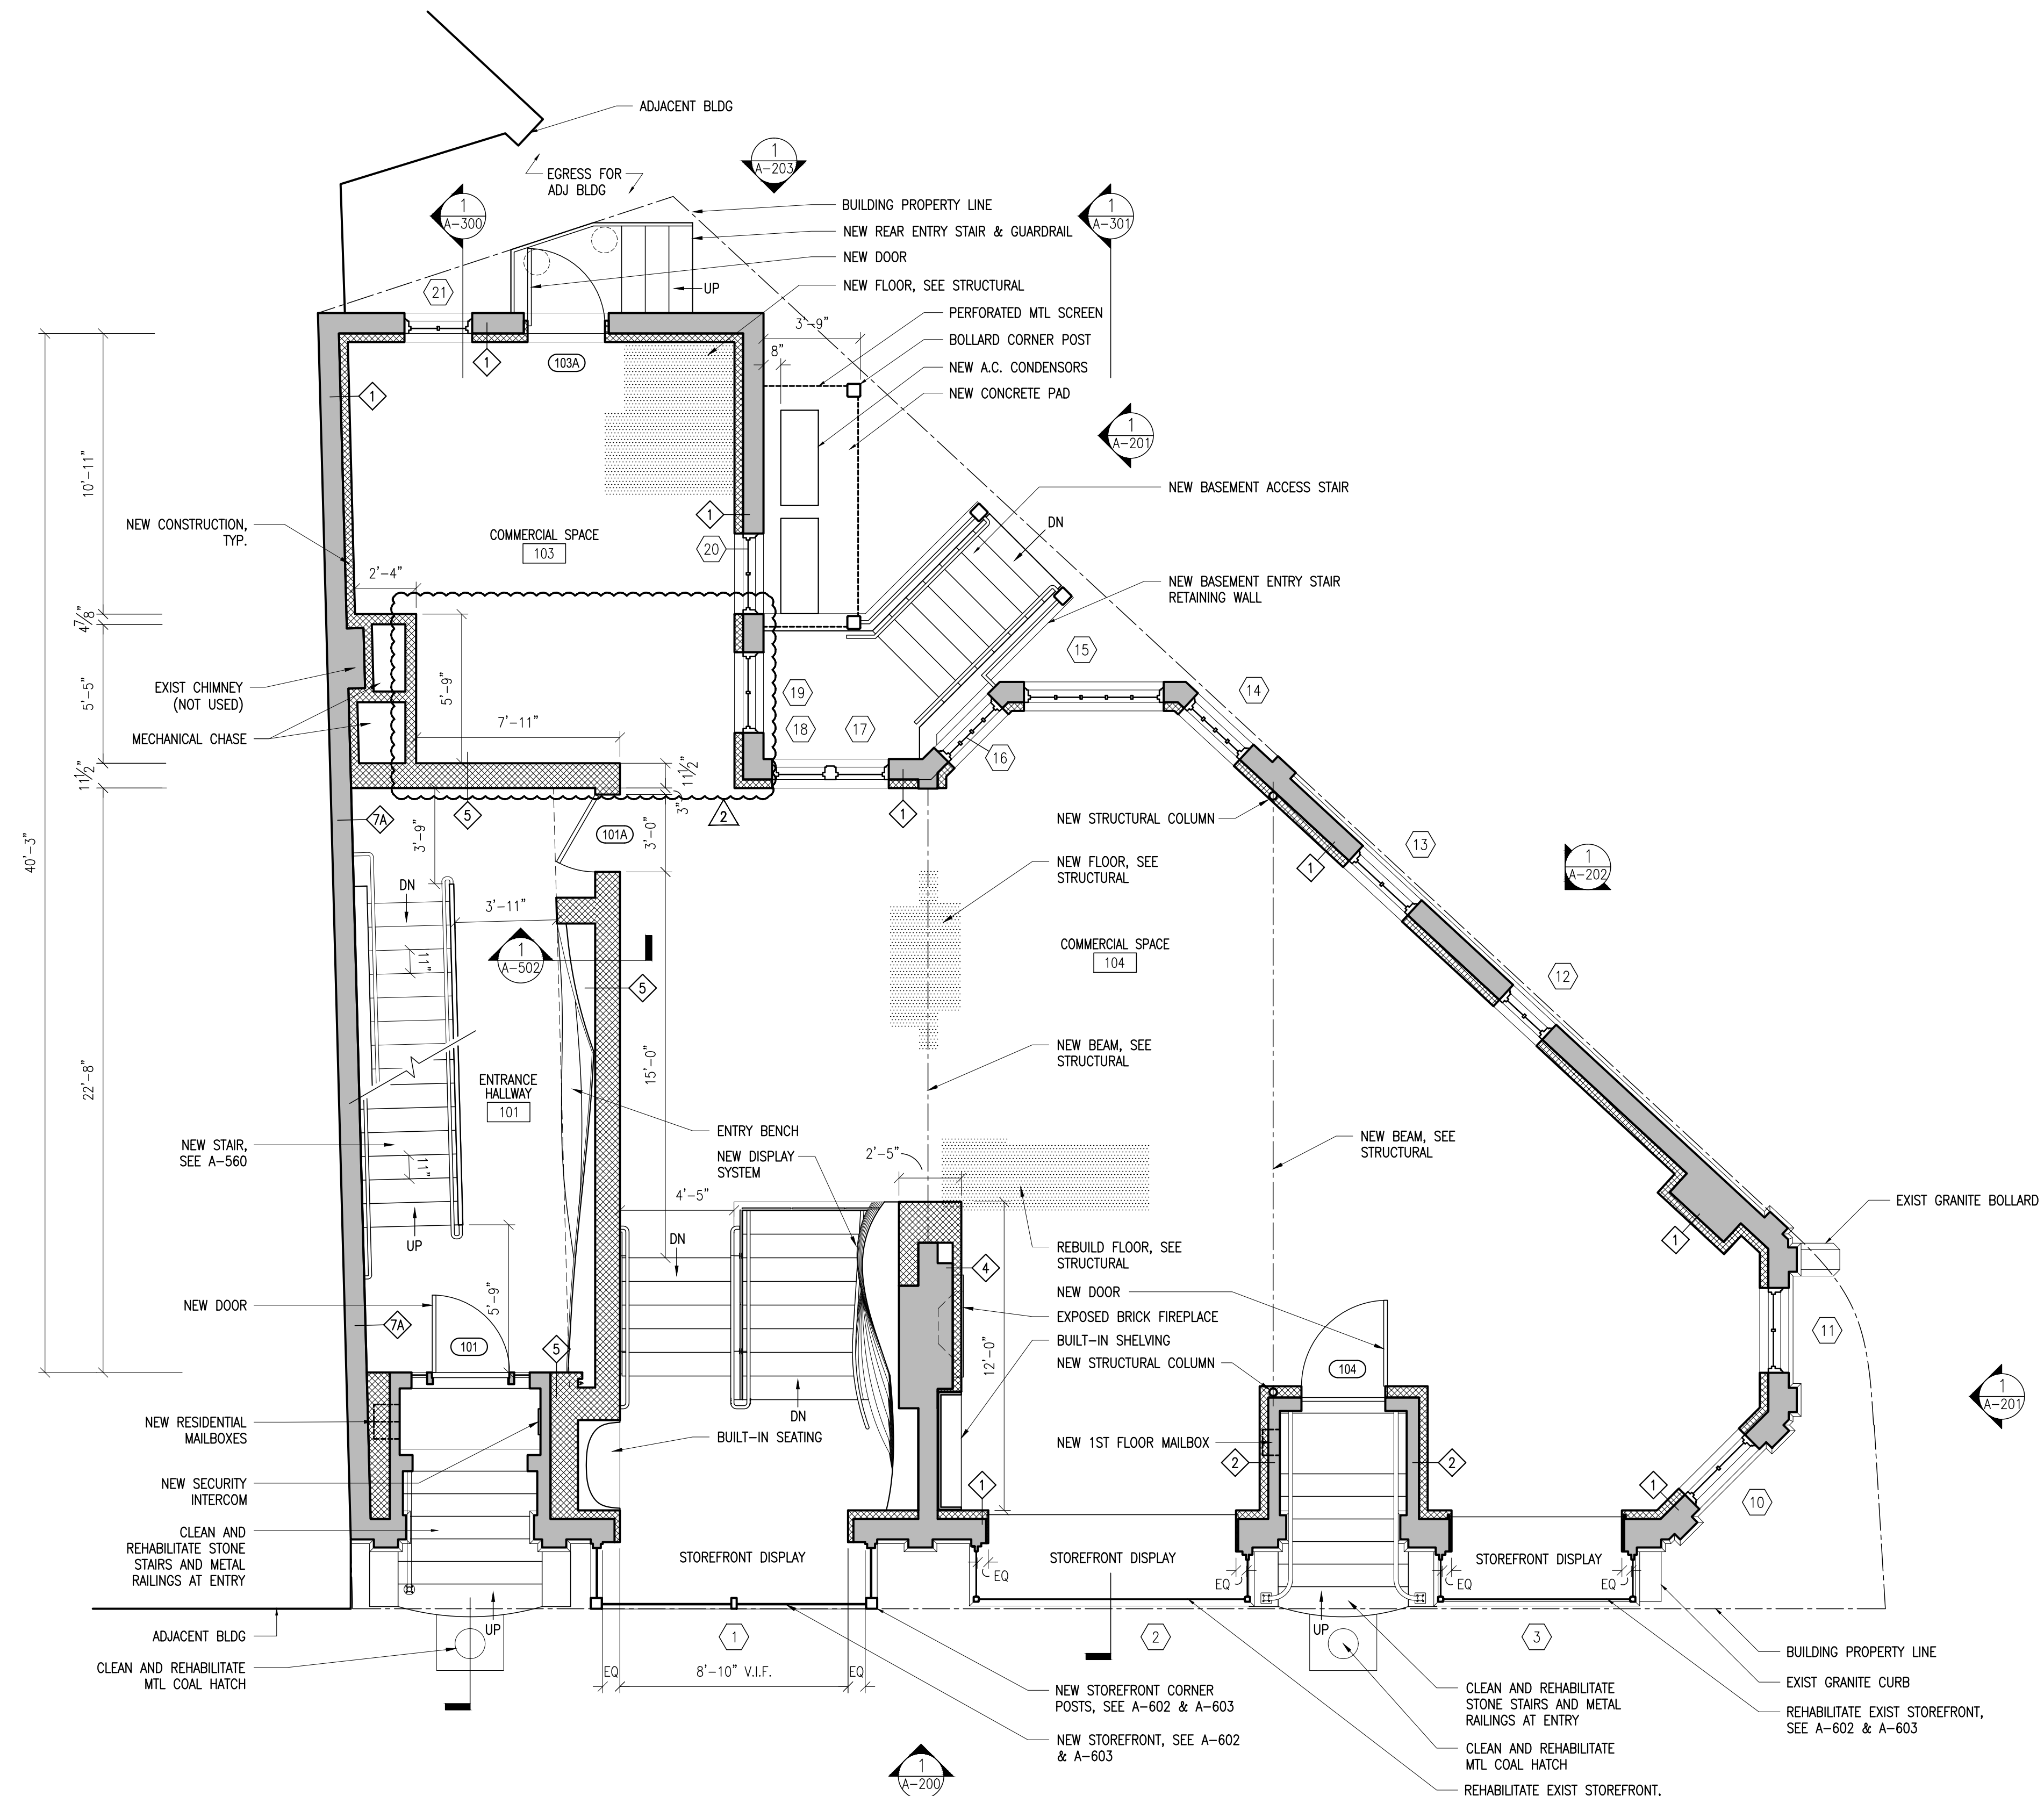 ADJACENT BLDG
EGRESS FOR
ADJ BLDG
1
A-203
1
A-300
1
A-301
BUILDING PROPERTY LINE
NEW REAR ENTRY STAIR & GUARDRAIL
NEW DOOR
NEW FLOOR, SEE STRUCTURAL
UP
21
PERFORATED MTL SCREEN
BOLLARD CORNER POST
NEW A.C. CONDENSORS
NEW CONCRETE PAD
3'-9"
8"
1
103A
1
1
A-201
NEW BASEMENT ACCESS STAIR
DN
10'-11"
NEW CONSTRUCTION,
TYP.
COMMERCIAL SPACE
103
1
20
2'-4"
NEW BASEMENT ENTRY STAIR
RETAINING WALL
4 7/8"
5'-5"
EXIST CHIMNEY
(NOT USED)
MECHANICAL CHASE
5'-9"
7'-11"
19
18
17
16
15
14
11 1/2"
11 1/2"
3"
2
1
5
7A
3'-9"
101A
3'-0"
NEW STRUCTURAL COLUMN
13
1
1
A-202
40'-3"
NEW FLOOR, SEE
STRUCTURAL
DN
3'-11"
11"
1
A-502
5
COMMERCIAL SPACE
104
12
22'-8"
15'-0"
NEW BEAM, SEE
STRUCTURAL
ENTRANCE
HALLWAY
101
NEW STAIR,
SEE A-560
11"
UP
ENTRY BENCH
NEW DISPLAY
SYSTEM
2'-5"
NEW BEAM, SEE
STRUCTURAL
4'-5"
DN
EXIST GRANITE BOLLARD
1
REBUILD FLOOR, SEE
STRUCTURAL
4
NEW DOOR
NEW DOOR
5'-9"
EXPOSED BRICK FIREPLACE
BUILT-IN SHELVING
NEW STRUCTURAL COLUMN
12'-0"
7A
101
5
104
11
1
A-201
NEW RESIDENTIAL
MAILBOXES
DN
BUILT-IN SEATING
NEW 1ST FLOOR MAILBOX
2
2
1
1
10
NEW SECURITY
INTERCOM
CLEAN AND
REHABILITATE STONE
STAIRS AND METAL
RAILINGS AT ENTRY
STOREFRONT DISPLAY
STOREFRONT DISPLAY
STOREFRONT DISPLAY
EQ
EQ
EQ
EQ
UP
UP
ADJACENT BLDG
1
2
3
CLEAN AND REHABILITATE
MTL COAL HATCH
EQ
8'-10" V.I.F.
EQ
NEW STOREFRONT CORNER
POSTS, SEE A-602 & A-603
NEW STOREFRONT, SEE A-602
& A-603
1
A-200
CLEAN AND REHABILITATE
STONE STAIRS AND METAL
RAILINGS AT ENTRY
CLEAN AND REHABILITATE
MTL COAL HATCH
REHABILITATE EXIST STOREFRONT,
BUILDING PROPERTY LINE
EXIST GRANITE CURB
REHABILITATE EXIST STOREFRONT,
SEE A-602 & A-603